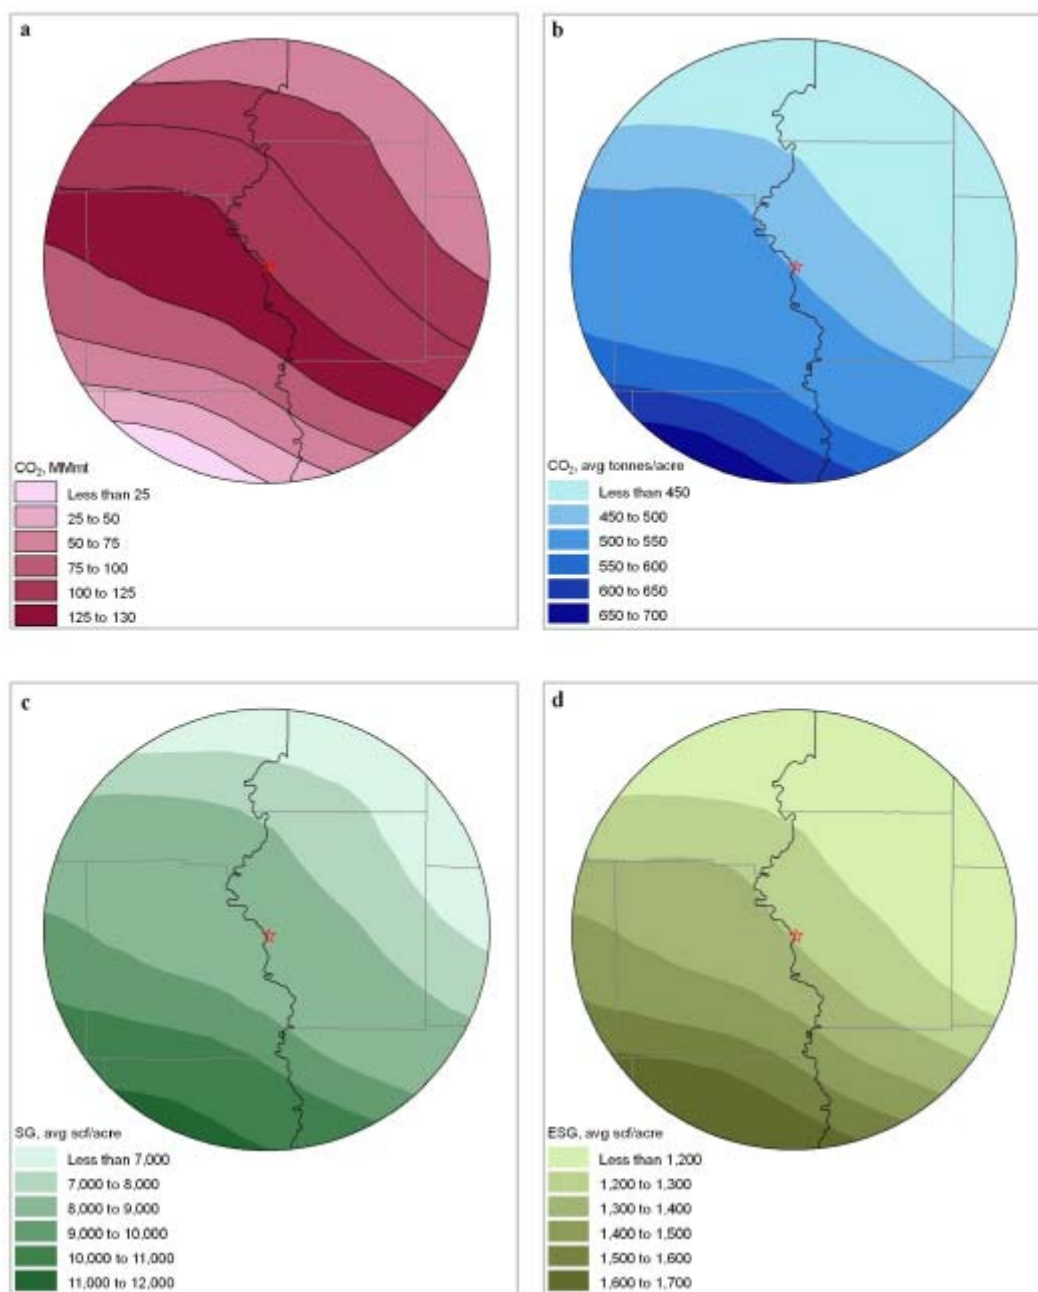 a
CO₂, MMmt
Less than 25
25 to 50
50 to 75
75 to 100
100 to 125
125 to 130
b
CO₂, avg tonnes/acre
Less than 450
450 to 500
500 to 550
550 to 600
600 to 650
650 to 700
c
SG, avg scf/acre
Less than 7,000
7,000 to 8,000
8,000 to 9,000
9,000 to 10,000
10,000 to 11,000
11,000 to 12,000
d
ESG, avg scf/acre
Less than 1,200
1,200 to 1,300
1,300 to 1,400
1,400 to 1,500
1,500 to 1,600
1,600 to 1,700